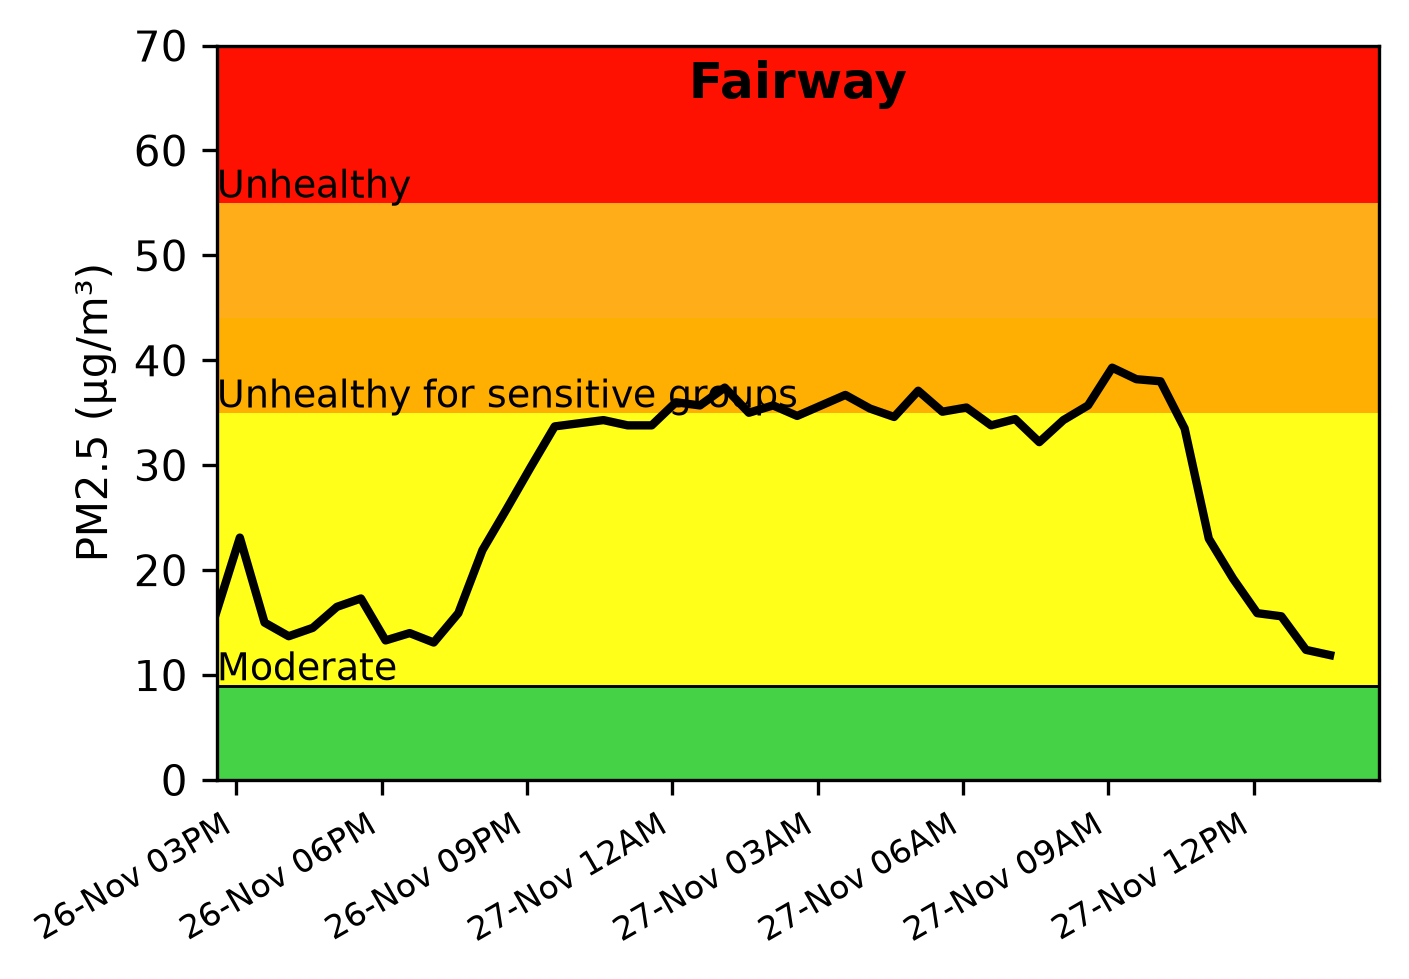 Fairway
70
60
50
40
30
20
10
0
PM2.5 (µg/m³)
Unhealthy
Unhealthy for sensitive groups
Moderate
26-Nov 03PM
26-Nov 06PM
26-Nov 09PM
27-Nov 12AM
27-Nov 03AM
27-Nov 06AM
27-Nov 09AM
27-Nov 12PM